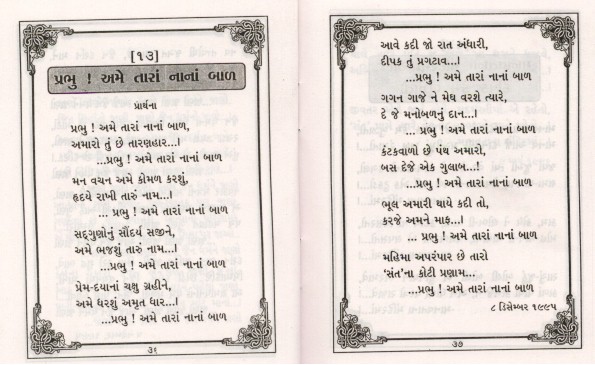 [૧૩]
પ્રભુ ! અમે તારાં નાનાં બાળ
પ્રાર્થના
પ્રભુ ! અમે તારાં નાનાં બાળ,
અમારો તું છે તારણહાર...!
...પ્રભુ ! અમે તારાં નાનાં બાળ
મન વચન અમે કોમળ કરશું,
હૃદયે રાખી તારું નામ...!
... પ્રભુ ! અમે તારાં નાનાં બાળ
સદ્ગુણોનું સૌંદર્ય સજીને,
અમે ભજશું તારું નામ...!
...પ્રભુ ! અમે તારાં નાનાં બાળ
પ્રેમ-દયાનાં ચક્ષુ ગ્રહીને,
અમે ધરશું અમૃત ધાર...!
...પ્રભુ ! અમે તારાં નાનાં બાળ
૩૬
આવે કદી જો રાત અંધારી,
દીપક તું પ્રગટાવ...!
...પ્રભુ ! અમે તારાં નાનાં બાળ
ગગન ગાજે ને મેઘ વરશે ત્યારે,
દે જે મનોબળનું દાન...!
... પ્રભુ ! અમે તારાં નાનાં બાળ
કંટકવાળો છે પંથ અમારો,
બસ દેજે એક ગુલાબ...!
...પ્રભુ ! અમે તારાં નાનાં બાળ
ભૂલ અમારી થાયે કદી તો,
કરજે અમને માફ...!
... પ્રભુ ! અમે તારાં નાનાં બાળ
મહિમા અપરંપાર છે તારો
‘સંત’ના કોટી પ્રણામ...
...પ્રભુ ! અમે તારાં નાનાં બાળ
૮ ડિસેમ્બર ૧૯૯૫
૩૭